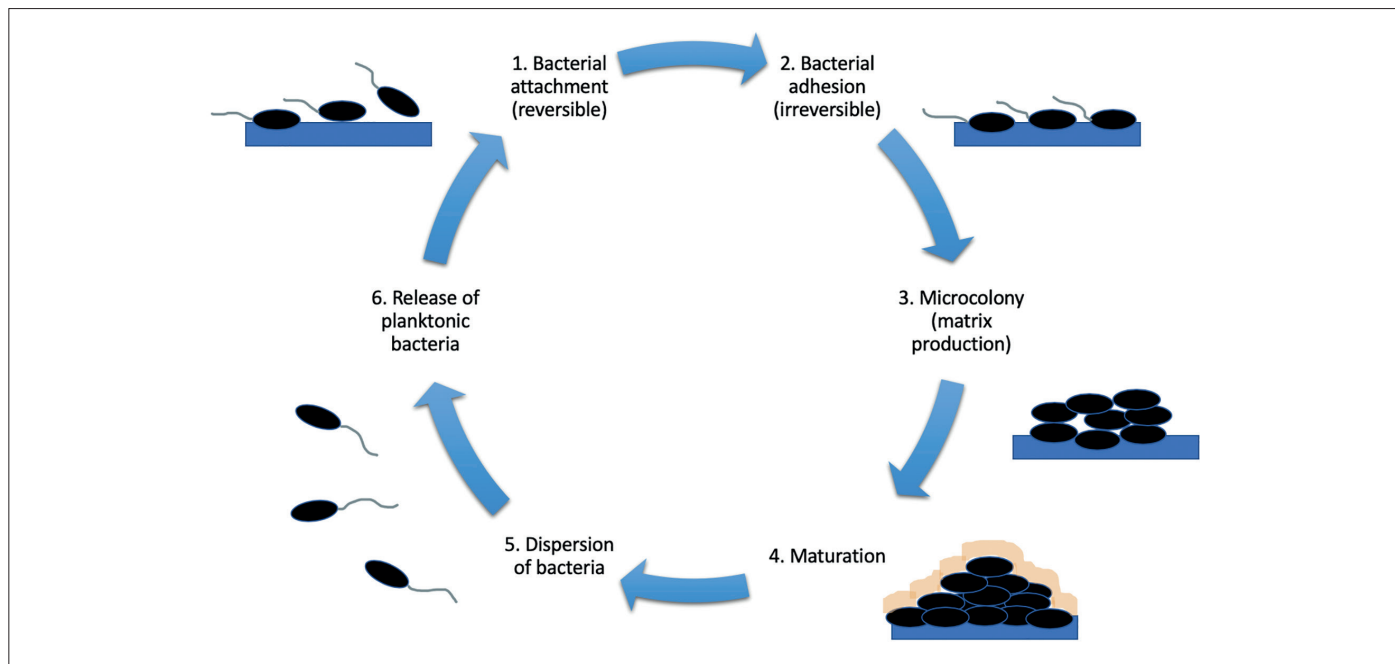 1. Bacterial
attachment
(reversible)
2. Bacterial
adhesion
(irreversible)
3. Microcolony
(matrix
production)
4. Maturation
5. Dispersion
of bacteria
6. Release of
planktonic
bacteria